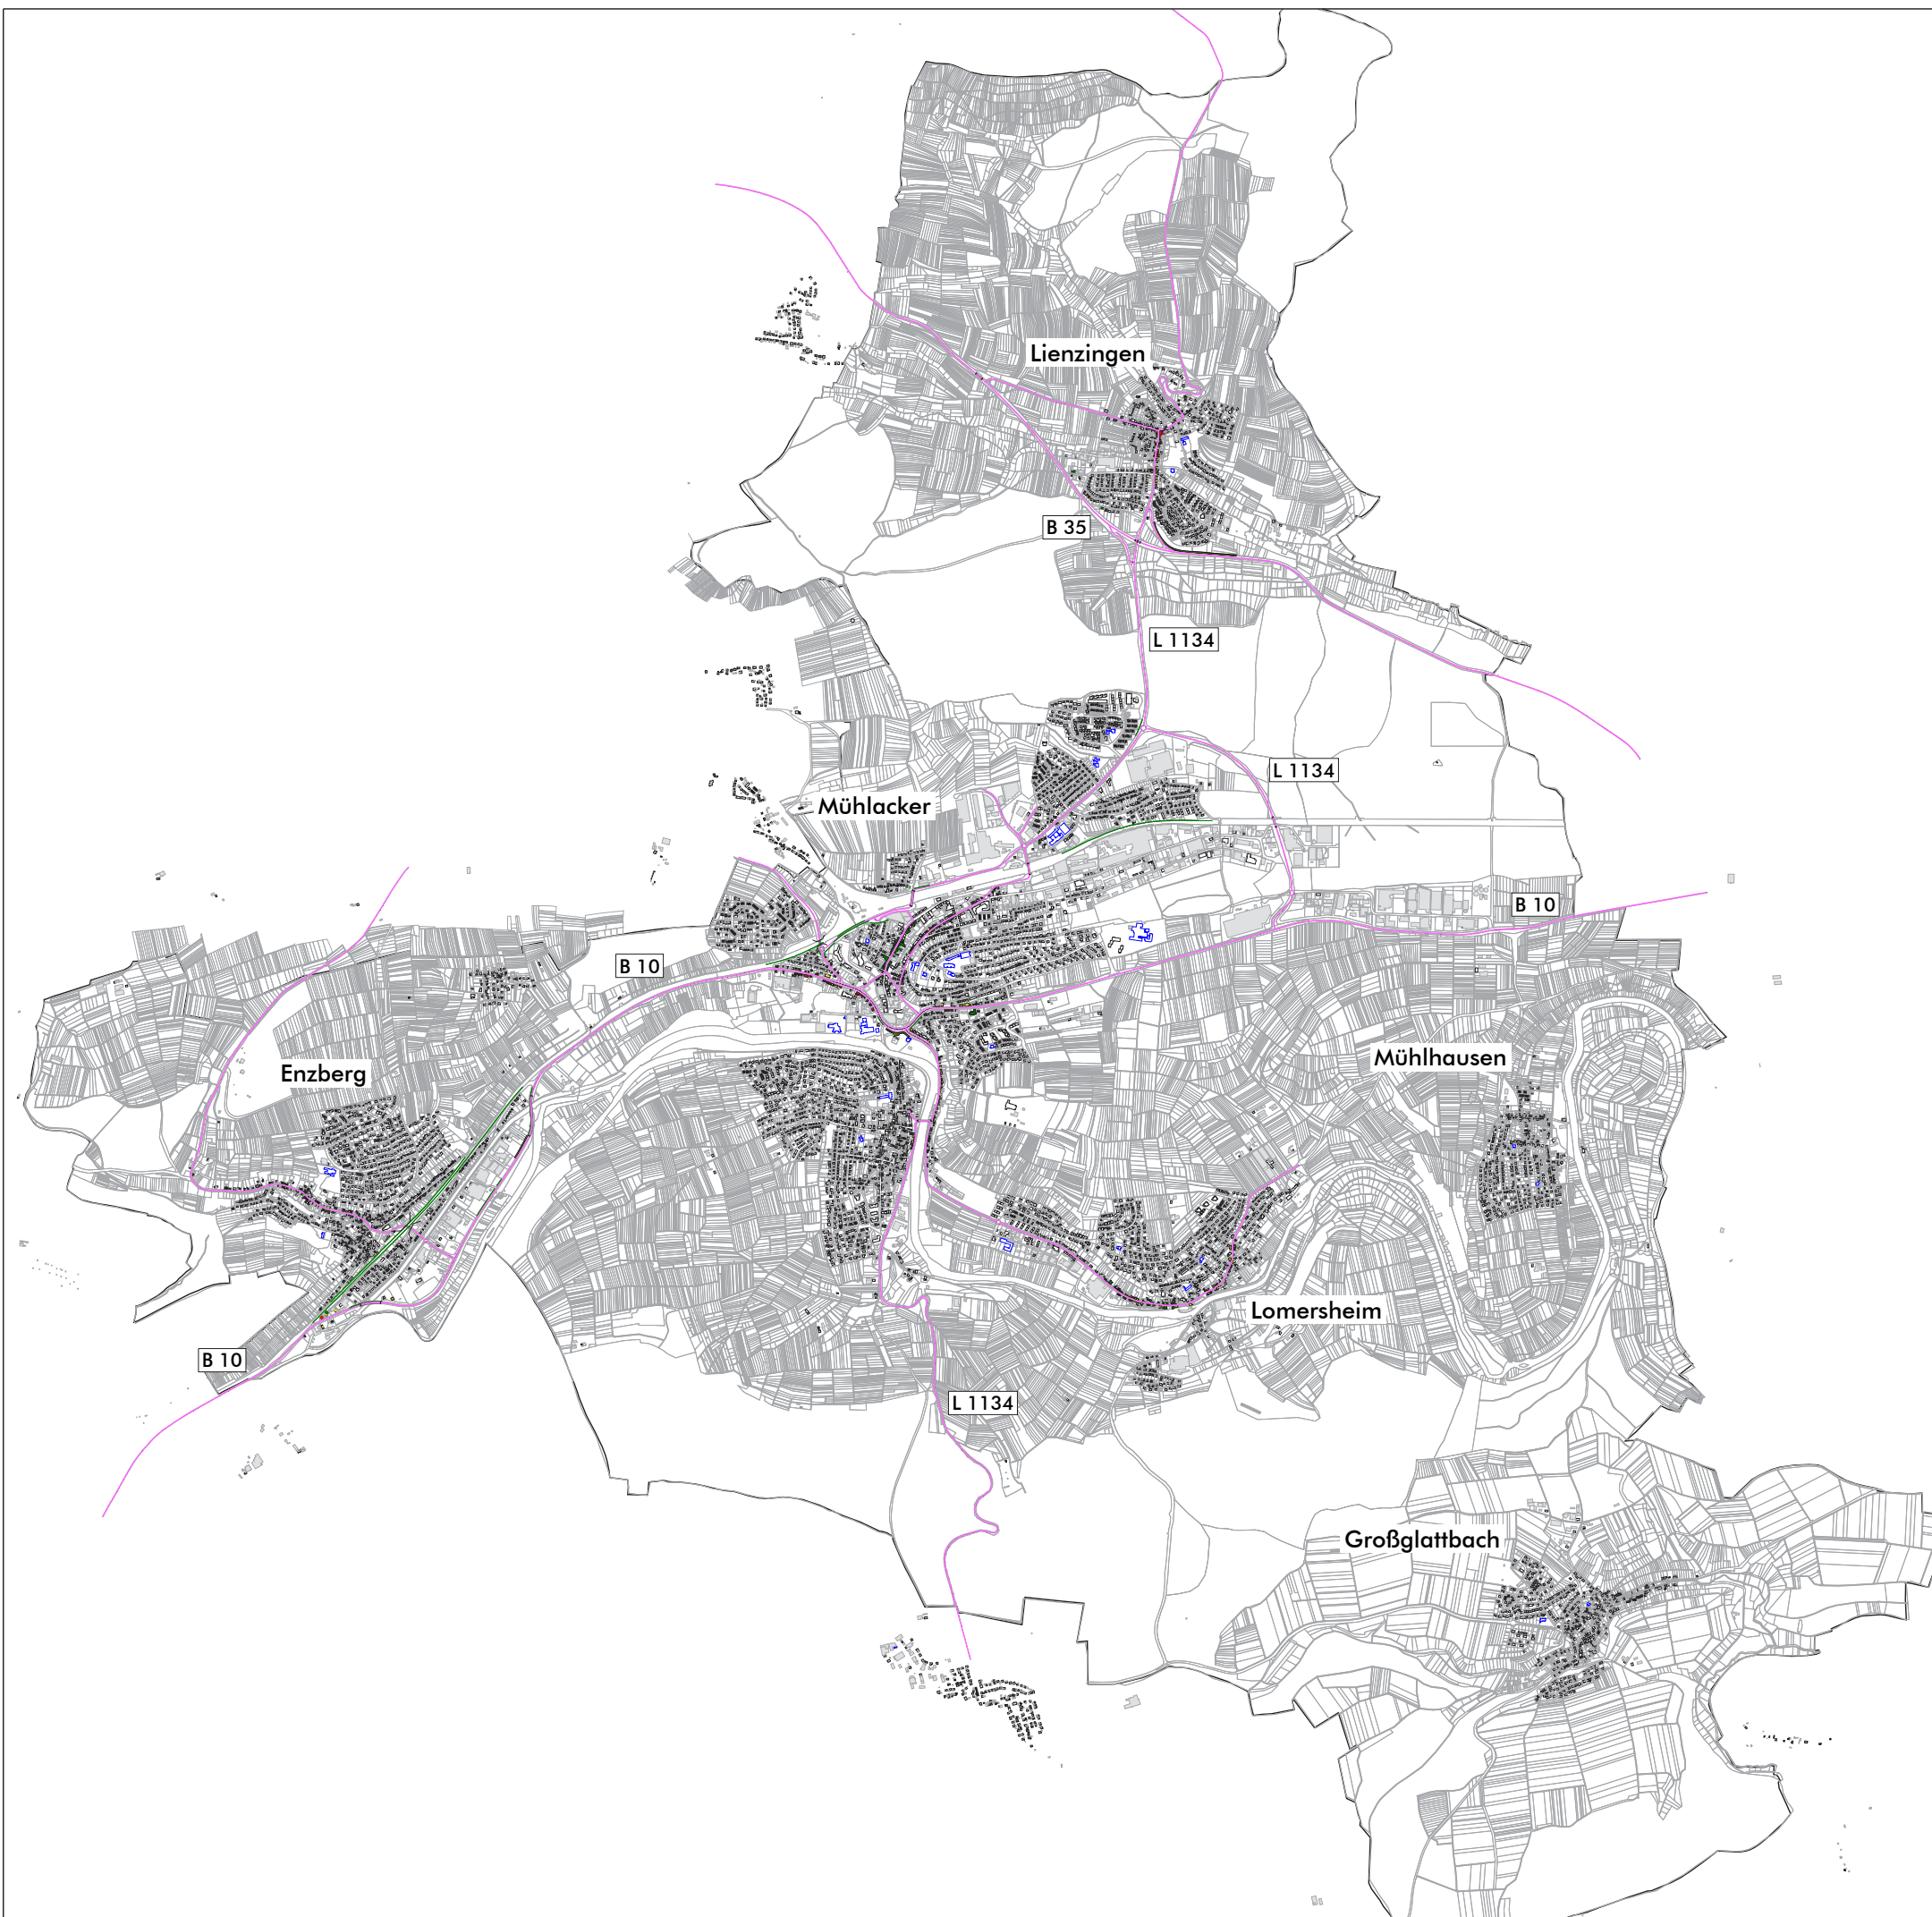 Lienzingen
B 35
L 1134
L 1134
Mühlacker
B 10
B 10
Mühlhausen
Enzberg
Lomersheim
B 10
L 1134
Großglattbach